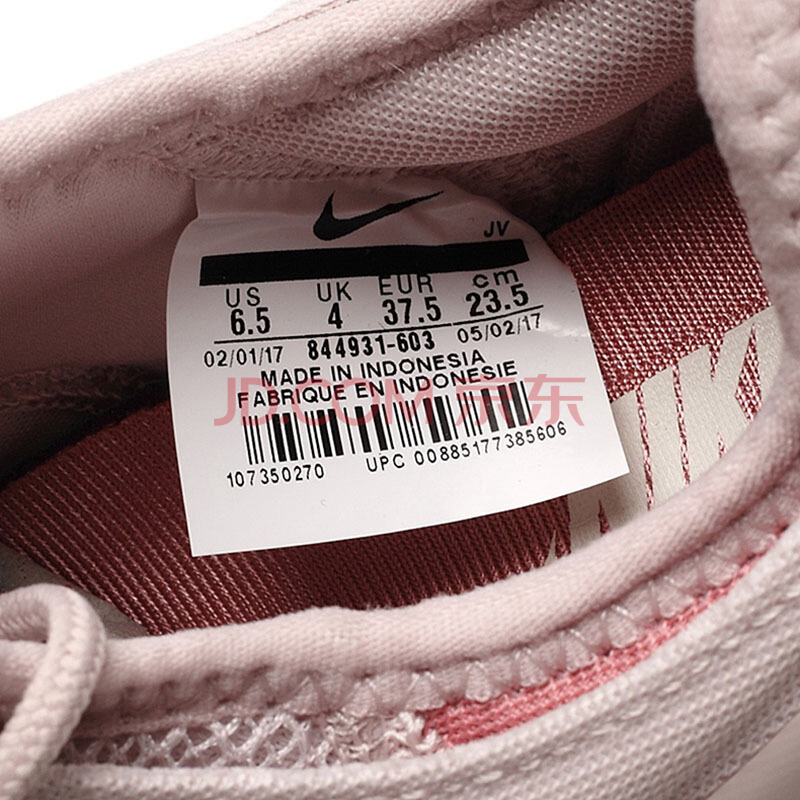 JV
US UK EUR cm
6.5 4 37.5 23.5
02/01/17 844931-603 05/02/17
MADE IN INDONESIA
FABRIQUE EN INDONESIE
JD.COM 京东
107350270 UPC 00885177385606
NIKE